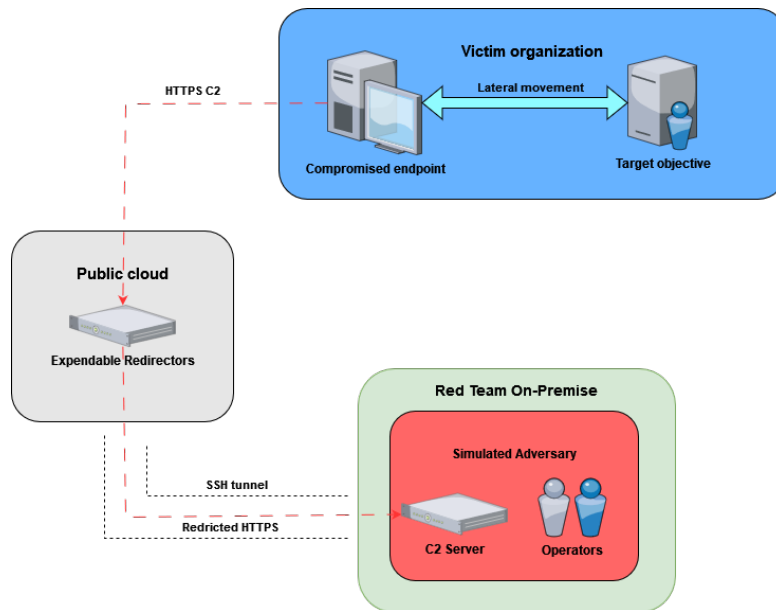 Victim organization
HTTPS C2
Lateral movement
Compromised endpoint
Target objective
Public cloud
Expendable Redirectors
Red Team On-Premise
Simulated Adversary
SSH tunnel
Redricted HTTPS
C2 Server
Operators